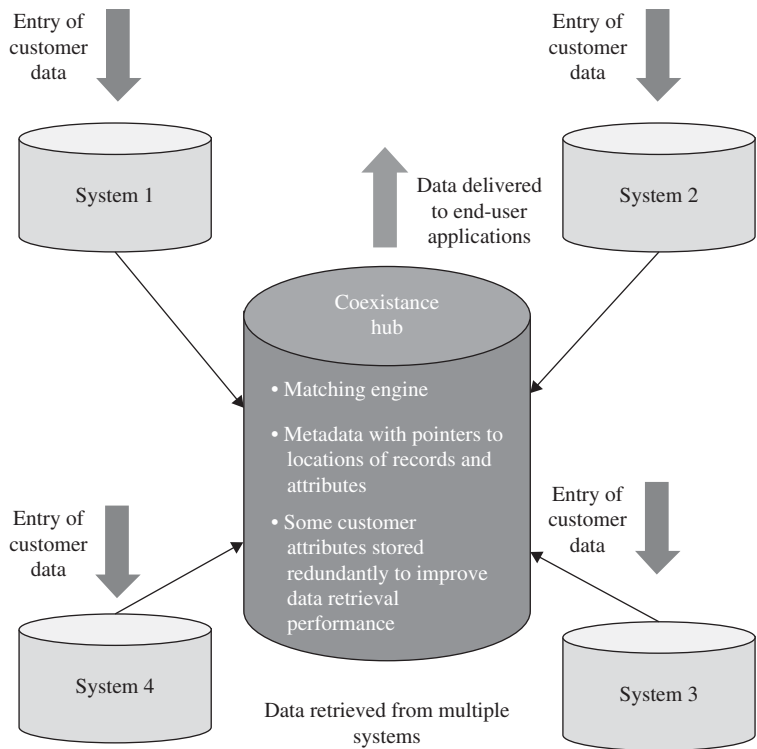 Entry of
customer
data
Entry of
customer
data
System 1
System 2
Data delivered
to end-user
applications
Coexistance
hub
• Matching engine
• Metadata with pointers to
locations of records and
attributes
• Some customer
attributes stored
redundantly to improve
data retrieval
performance
Entry of
customer
data
Entry of
customer
data
System 4
System 3
Data retrieved from multiple
systems